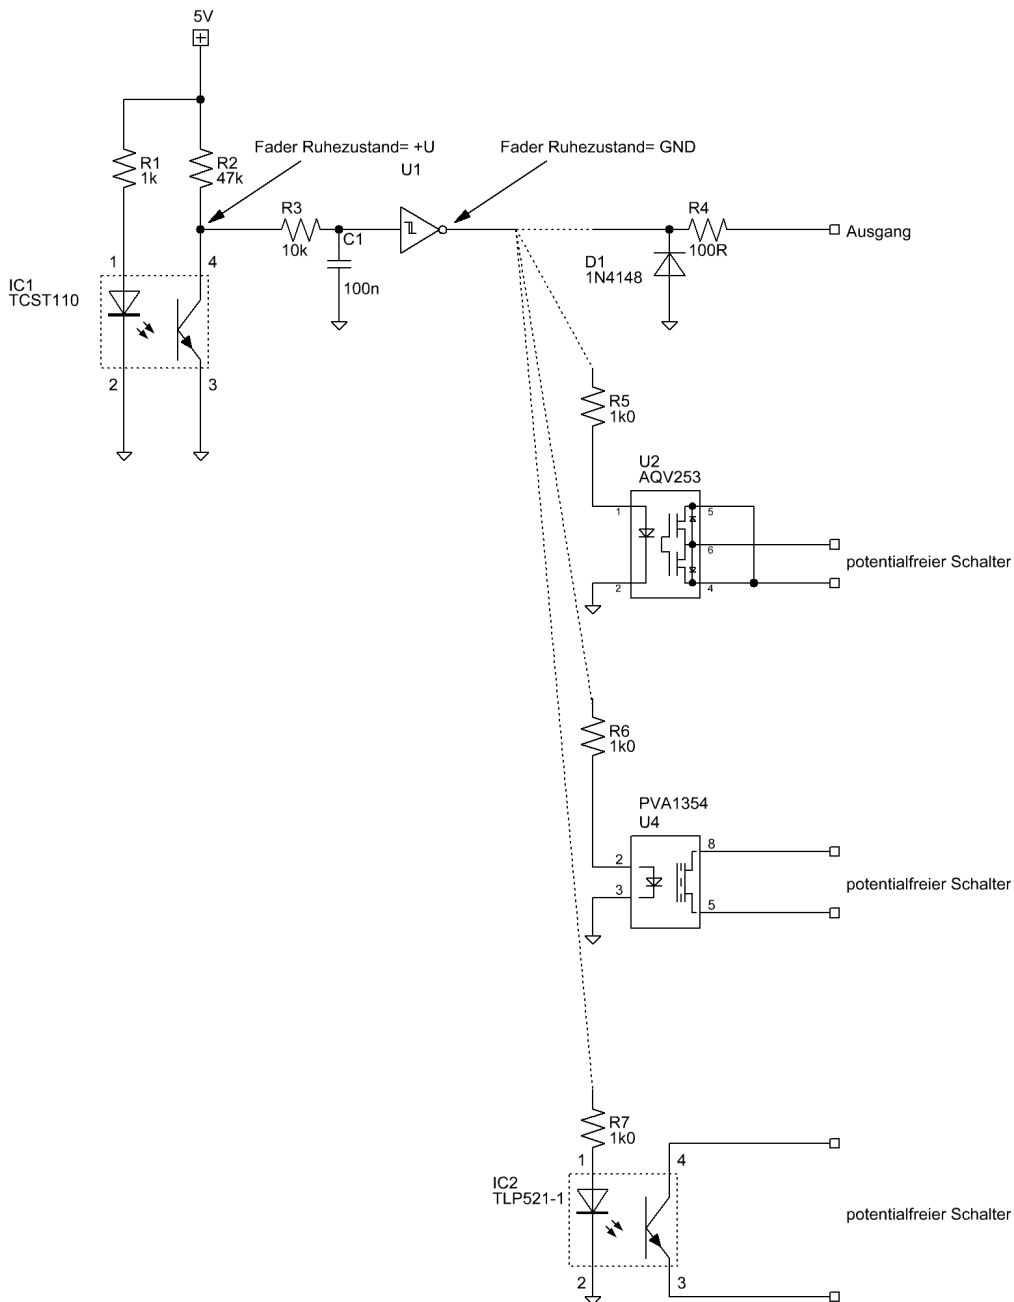 5V
Fader Ruhezustand= +U
Fader Ruhezustand= GND
U1
R1
1k
R2
47k
R3
10k
C1
100n
R4
100R
Ausgang
D1
1N4148
1
4
IC1
TCST110
2
3
R5
1k0
U2
AQV253
1
5
6
potentialfreier Schalter
2
4
R6
1k0
PVA1354
U4
2
8
potentialfreier Schalter
3
5
R7
1k0
1
4
IC2
TLP521-1
potentialfreier Schalter
2
3